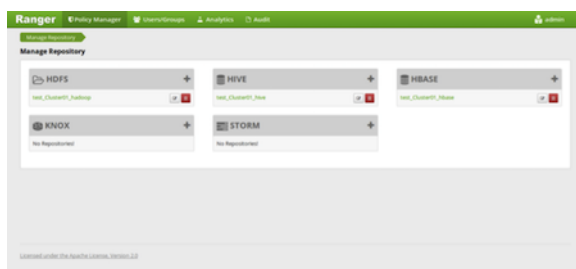 Ranger Policy Manager Users/Groups Analytics Audit admin
Manage Repository
Manage Repository
HDFS + HIVE + HBASE +
test_Cluster01_hadoop test_Cluster01_hive test_Cluster01_hbase
KNOX + STORM +
No Repositories! No Repositories!
Licensed under the Apache License, Version 2.0